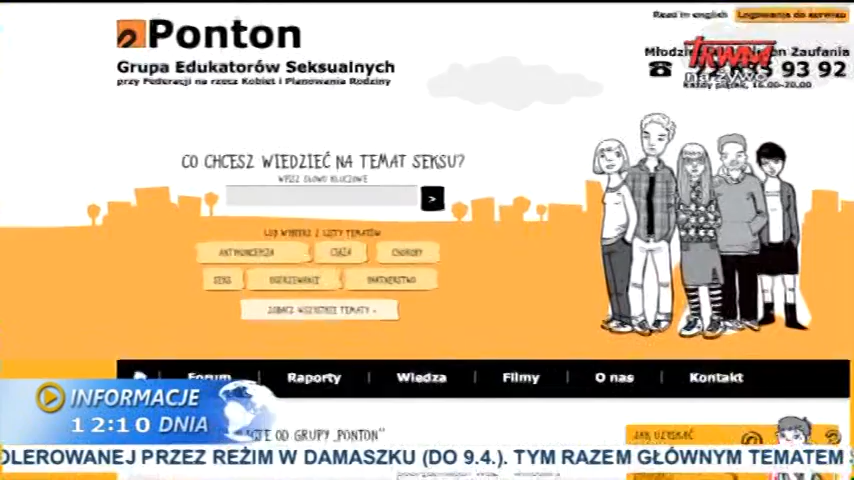 Ponton
Read in english
Logowanie do serwisu
Grupa Edukatorów Seksualnych
przy Federacji na rzecz Kobiet i Planowania Rodziny
Zaufania
TRWAM
na żywo
93 92
Każdy piątek, 16.00-20.00
CO CHCESZ WIEDZIEĆ NA TEMAT SEKSU?
WPISZ SŁOWO KLUCZOWE
>
LUB WYBIERZ Z LISTY TEMATÓW
ANTYKONCEPCJA
CIĄŻA
CHOROBY
SEKS
DOJRZEWANIE
PARTNERSTWO
ZOBACZ WSZYSTKIE TEMATY
Forum
Raporty
Wiedza
Filmy
O nas
Kontakt
INFORMACJE
12:10 DNIA
OD GRUPY „PONTON"
JAK UZYSKAĆ
OLEROWANEJ PRZEZ REŻIM W DAMASZKU (DO 9.4.). TYM RAZEM GŁÓWNYM TEMATEM S